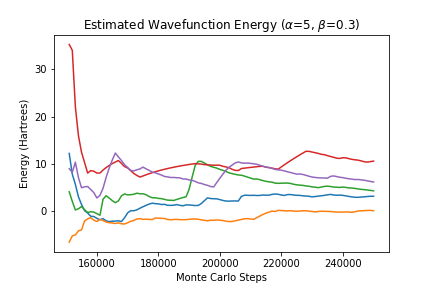 Estimated Wavefunction Energy (α=5, β=0.3)
Energy (Hartrees)
30
20
10
0
160000 180000 200000 220000 240000
Monte Carlo Steps